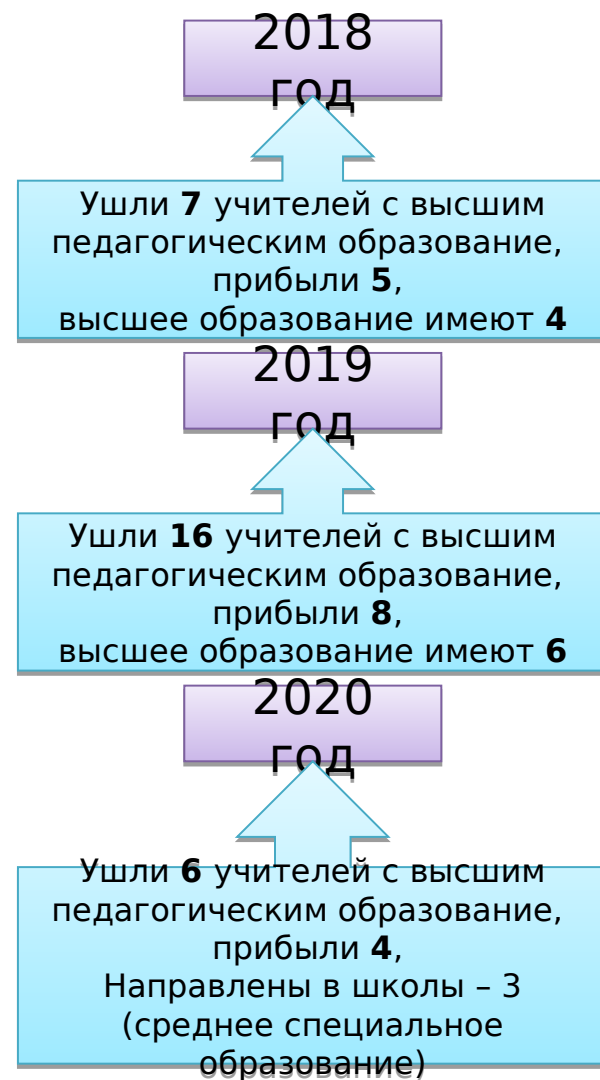 2018
год
Ушли 7 учителей с высшим
педагогическим образование,
прибыли 5,
высшее образование имеют 4
2019
год
Ушли 16 учителей с высшим
педагогическим образование,
прибыли 8,
высшее образование имеют 6
2020
год
Ушли 6 учителей с высшим
педагогическим образование,
прибыли 4,
Направлены в школы – 3
(среднее специальное
образование)